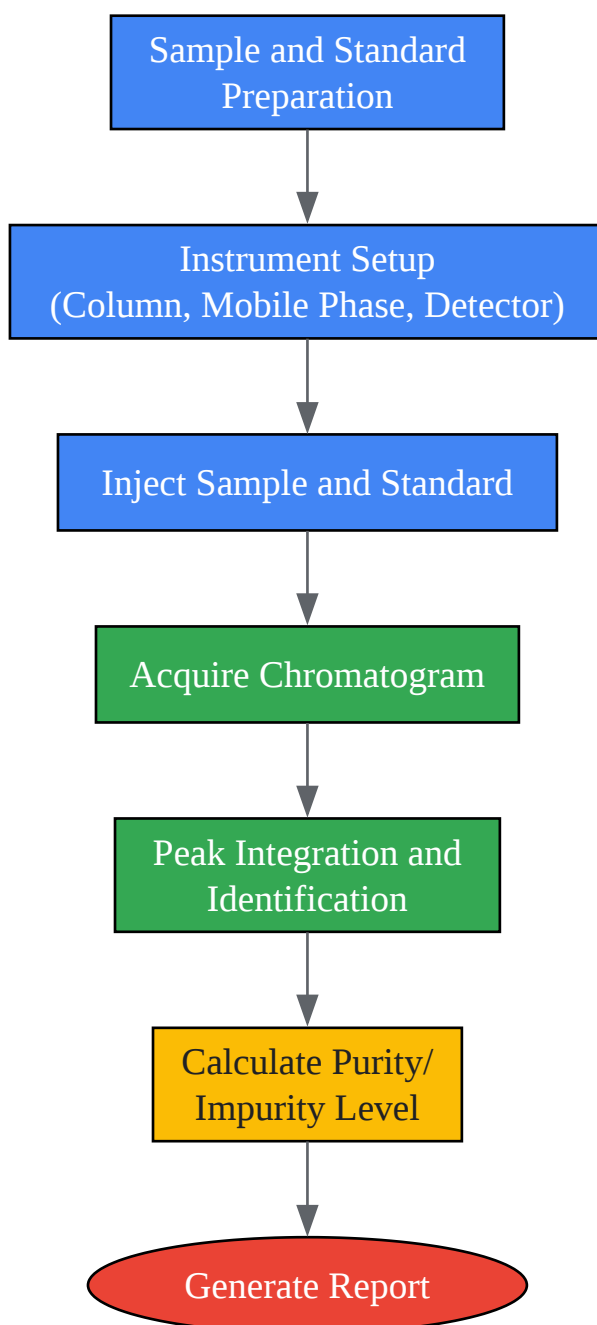 Sample and Standard
Preparation
Instrument Setup
(Column, Mobile Phase, Detector)
Inject Sample and Standard
Acquire Chromatogram
Peak Integration and
Identification
Calculate Purity/
Impurity Level
Generate Report